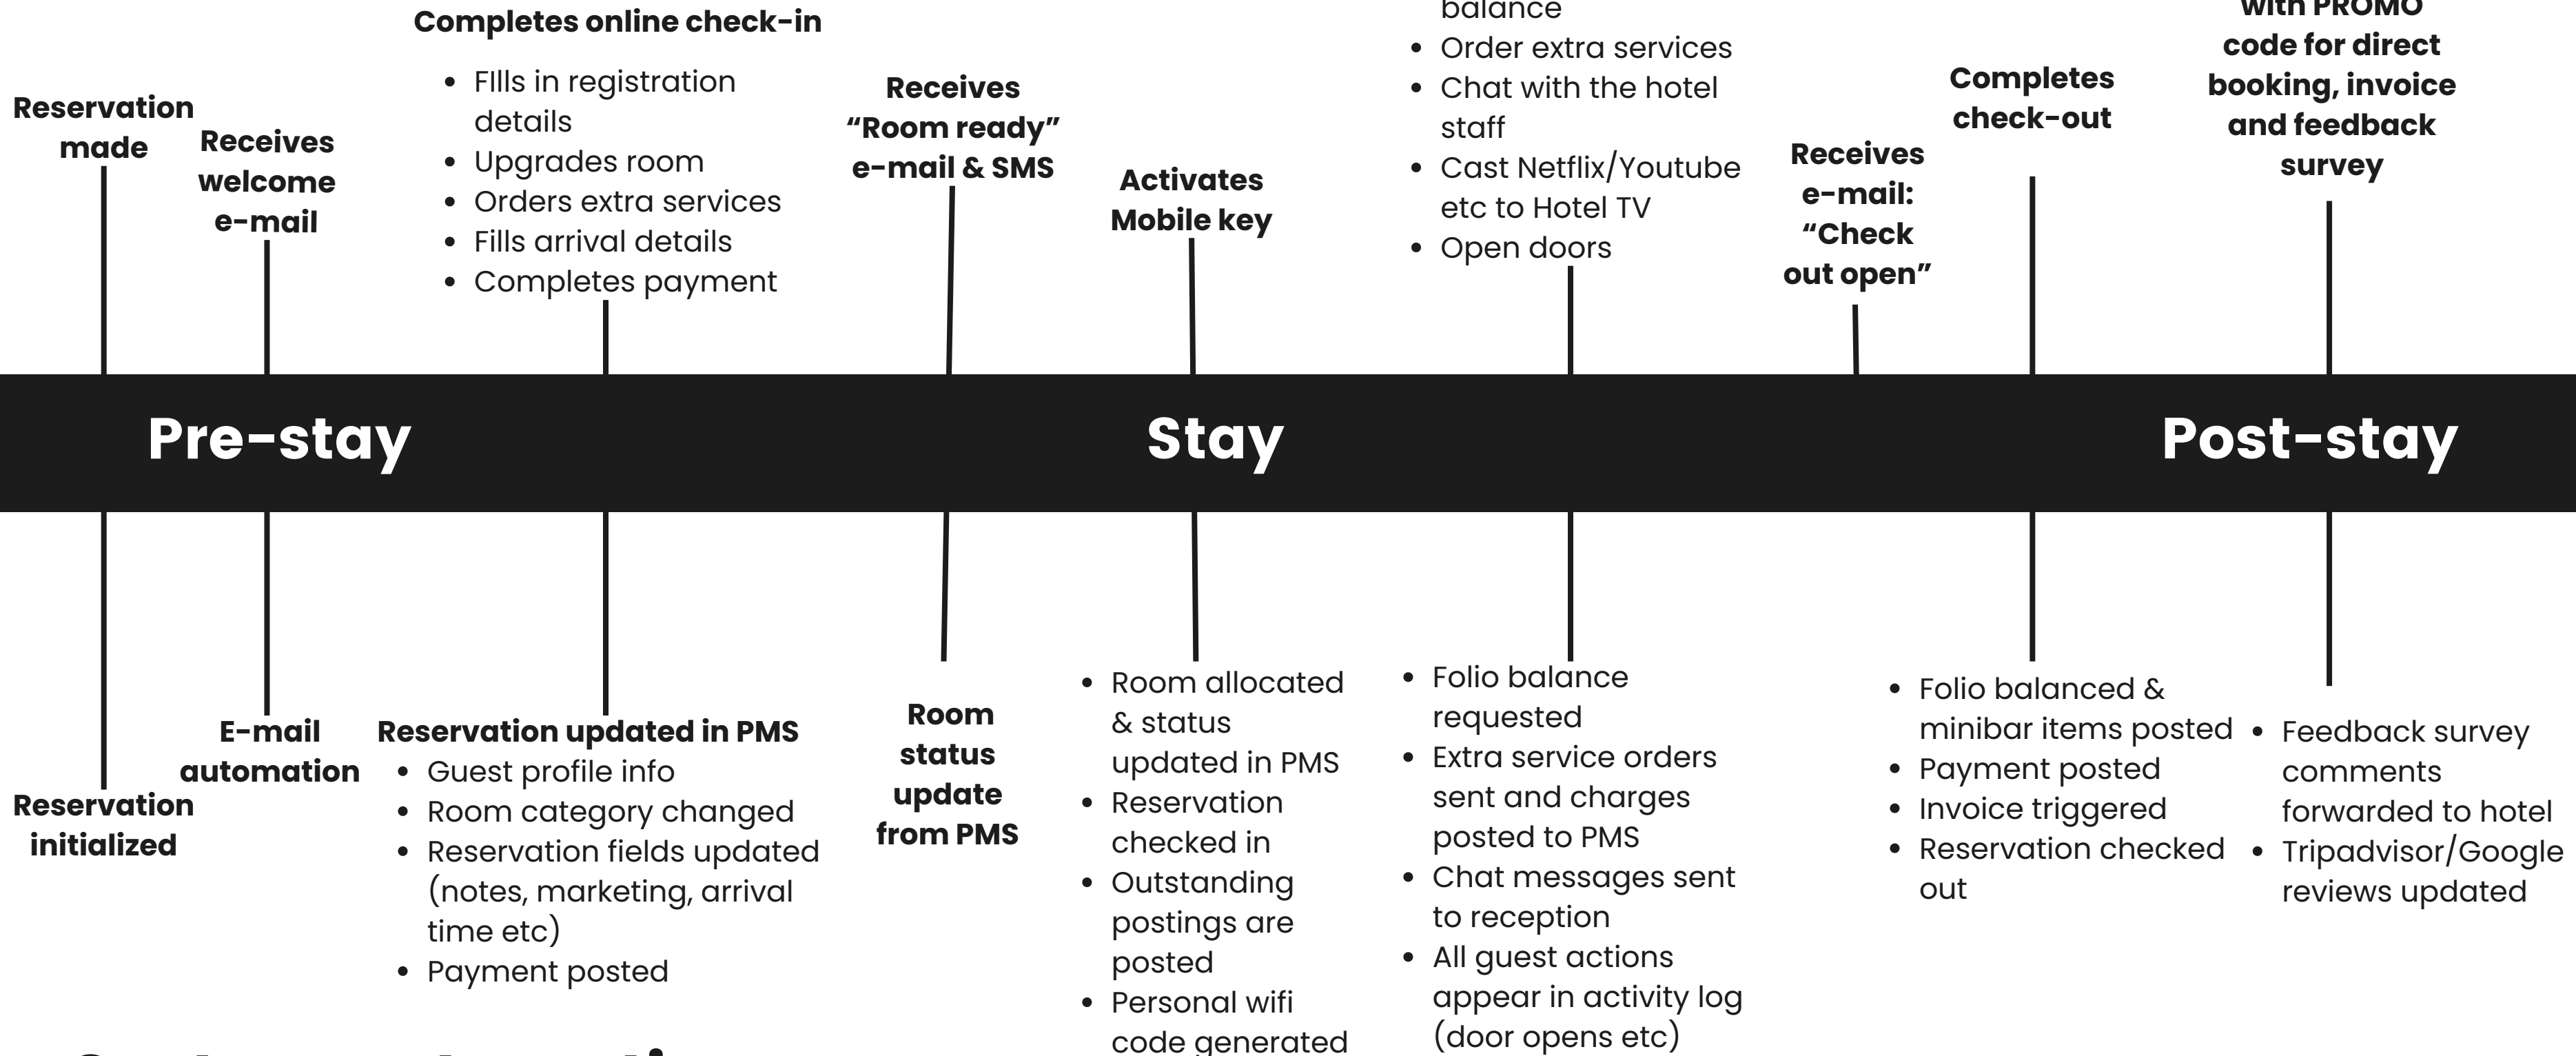 Completes online check-in
• FIlls in registration
details
• Upgrades room
• Orders extra services
• Fills arrival details
• Completes payment
Reservation
made
Receives
welcome
e-mail
Receives
“Room ready”
e-mail & SMS
Activates
Mobile key
balance
• Order extra services
• Chat with the hotel
staff
• Cast Netflix/Youtube
etc to Hotel TV
• Open doors
Receives
e-mail:
“Check
out open”
Completes
check-out
with PROMO
code for direct
booking, invoice
and feedback
survey
Pre-stay
Stay
Post-stay
Reservation
initialized
E-mail
automation
Reservation updated in PMS
• Guest profile info
• Room category changed
• Reservation fields updated
(notes, marketing, arrival
time etc)
• Payment posted
Room
status
update
from PMS
• Room allocated
& status
updated in PMS
• Reservation
checked in
• Outstanding
postings are
posted
• Personal wifi
code generated
• Folio balance
requested
• Extra service orders
sent and charges
posted to PMS
• Chat messages sent
to reception
• All guest actions
appear in activity log
(door opens etc)
• Folio balanced &
minibar items posted
• Payment posted
• Invoice triggered
• Reservation checked
out
• Feedback survey
comments
forwarded to hotel
• Tripadvisor/Google
reviews updated